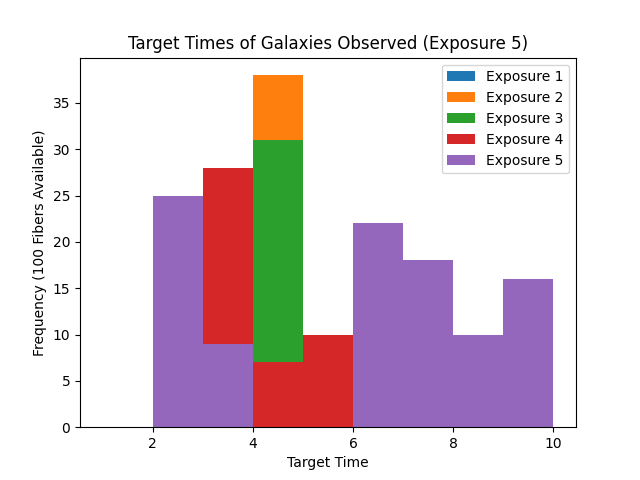 Target Times of Galaxies Observed (Exposure 5)
Exposure 1
Exposure 2
Exposure 3
Exposure 4
Exposure 5
Frequency (100 Fibers Available)
35
30
25
20
15
10
5
0
2
4
6
8
10
Target Time